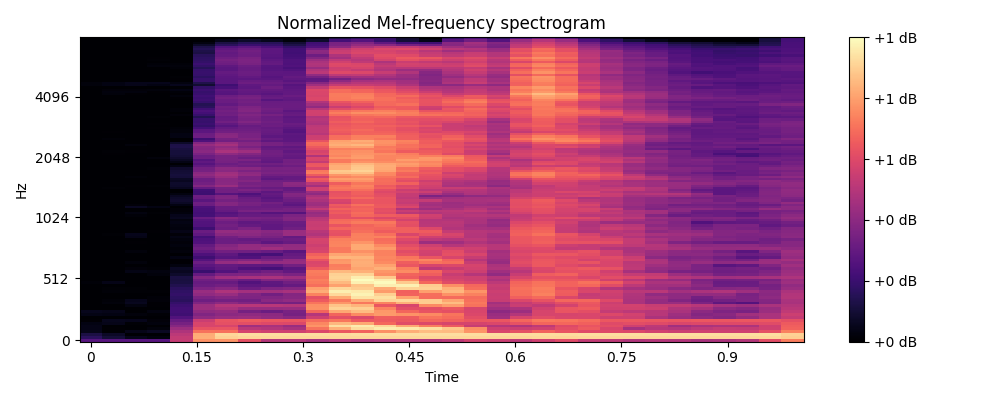 Normalized Mel-frequency spectrogram
Hz
4096
2048
1024
512
0
0 0.15 0.3 0.45 0.6 0.75 0.9
Time
+1 dB
+1 dB
+1 dB
+0 dB
+0 dB
+0 dB